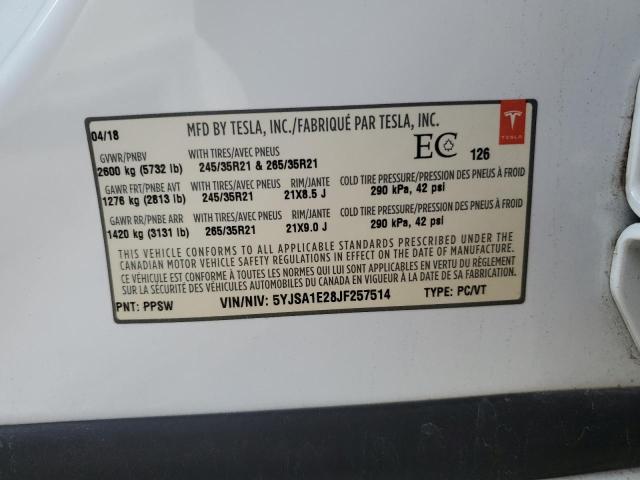 04/18 MFD BY TESLA, INC./FABRIQUÉ PAR TESLA, INC.
TESLA
GVWR/PNBV WITH TIRES/AVEC PNEUS EC 126
2600 kg (5732 lb) 245/35R21 & 265/35R21
GAWR FRT/PNBE AVT WITH TIRES/AVEC PNEUS RIM/JANTE COLD TIRE PRESSURE/PRESSION DES PNEUS À FROID
1276 kg (2813 lb) 245/35R21 21X8.5 J 290 kPa, 42 psi
GAWR RR/PNBE ARR WITH TIRES/AVEC PNEUS RIM/JANTE COLD TIRE PRESSURE/PRESSION DES PNEUS À FROID
1420 kg (3131 lb) 265/35R21 21X9.0 J 290 kPa, 42 psi
THIS VEHICLE CONFORMS TO ALL APPLICABLE STANDARDS PRESCRIBED UNDER THE
CANADIAN MOTOR VEHICLE SAFETY REGULATIONS IN EFFECT ON THE DATE OF MANUFACTURE.
CE VÉHICULE EST CONFORME À TOUTES LES NORMES QUI LUI SONT APPLICABLES EN VERTU DU RÈGLEMENT
SUR LA SÉCURITÉ DES VÉHICULES AUTOMOBILES DU CANADA EN VIGUEUR À LA DATE DE SA FABRICATION.
PNT: PPSW VIN/NIV: 5YJSA1E28JF257514 TYPE: PC/VT